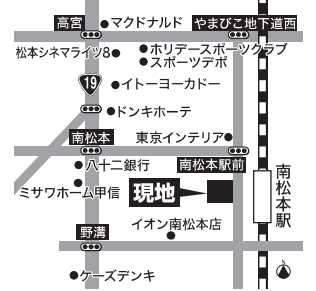 高宮
マクドナルド
やまびこ地下道西
松本シネマライツ8
ホリデースポーツクラブ
スポーツデポ
19
イトーヨーカドー
ドンキホーテ
南松本
東京インテリア
八十二銀行
南松本駅前
ミサワホーム甲信
現地
南松本駅
イオン南松本店
野溝
ケーズデンキ
N